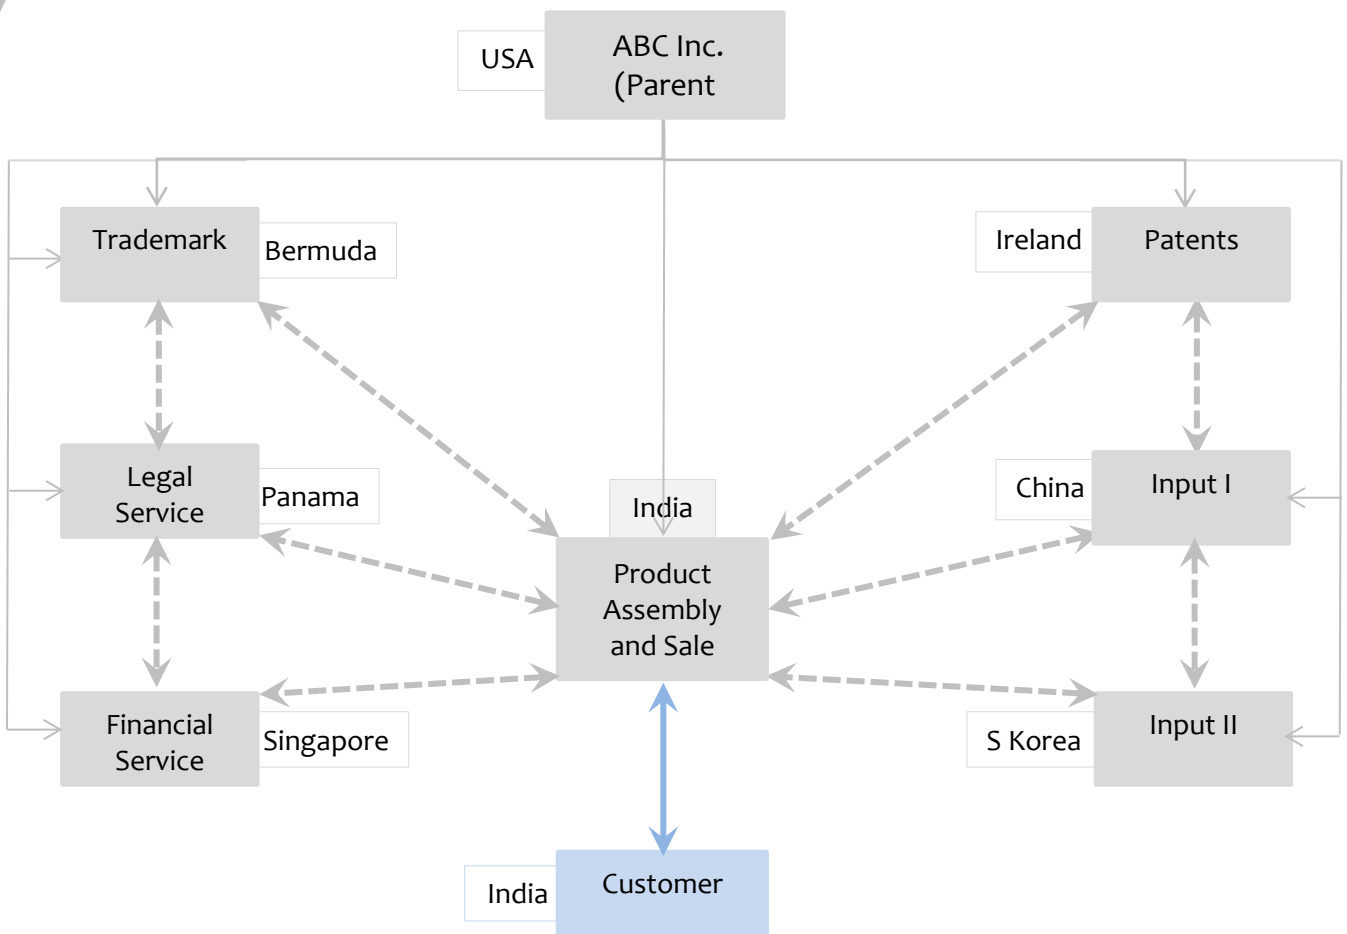 USA
ABC Inc.
(Parent
Trademark
Bermuda
Ireland
Patents
Legal
Service
Panama
India
China
Input I
Product
Assembly
and Sale
Financial
Service
Singapore
S Korea
Input II
India
Customer